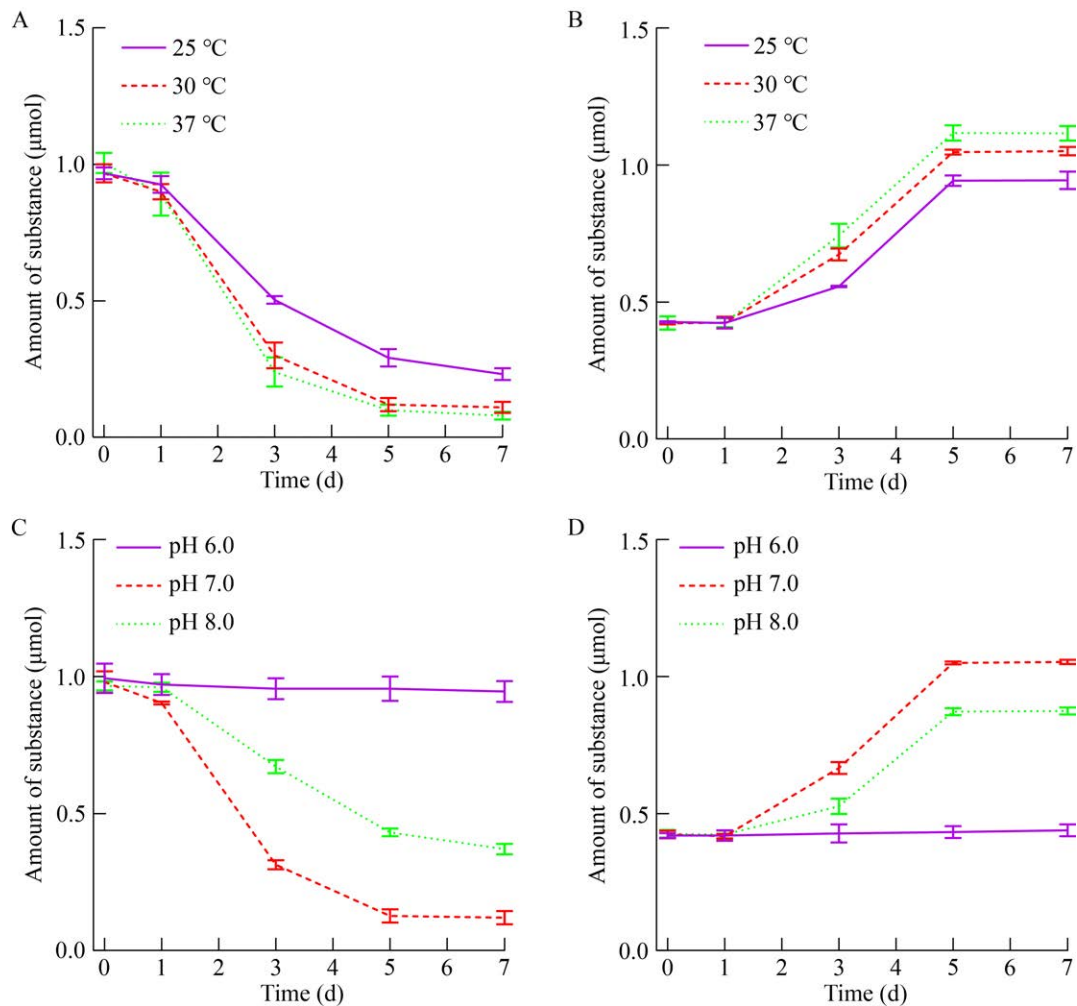 A
1.5
25 ℃
30 ℃
37 ℃
1.0
0.5
0.0
0 1 2 3 4 5 6 7
Time (d)
Amount of substance (μmol)
B
1.5
25 ℃
30 ℃
37 ℃
1.0
0.5
0.0
0 1 2 3 4 5 6 7
Time (d)
Amount of substance (μmol)
C
1.5
pH 6.0
pH 7.0
pH 8.0
1.0
0.5
0.0
0 1 2 3 4 5 6 7
Time (d)
Amount of substance (μmol)
D
1.5
pH 6.0
pH 7.0
pH 8.0
1.0
0.5
0.0
0 1 2 3 4 5 6 7
Time (d)
Amount of substance (μmol)